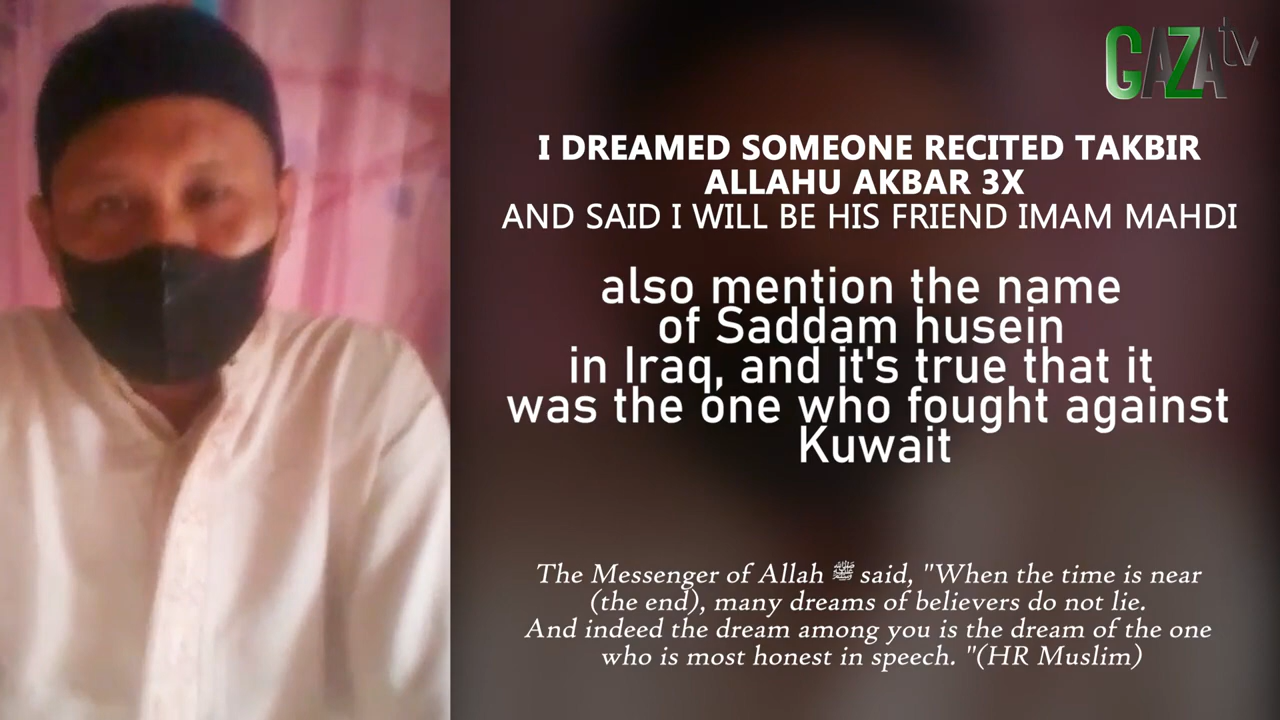 GAZA tv
I DREAMED SOMEONE RECITED TAKBIR
ALLAHU AKBAR 3X
AND SAID I WILL BE HIS FRIEND IMAM MAHDI
also mention the name
of Saddam husein
in Iraq, and it's true that it
was the one who fought against
Kuwait
The Messenger of Allah ﷺ said, "When the time is near
(the end), many dreams of believers do not lie.
And indeed the dream among you is the dream of the one
who is most honest in speech. "(HR Muslim)